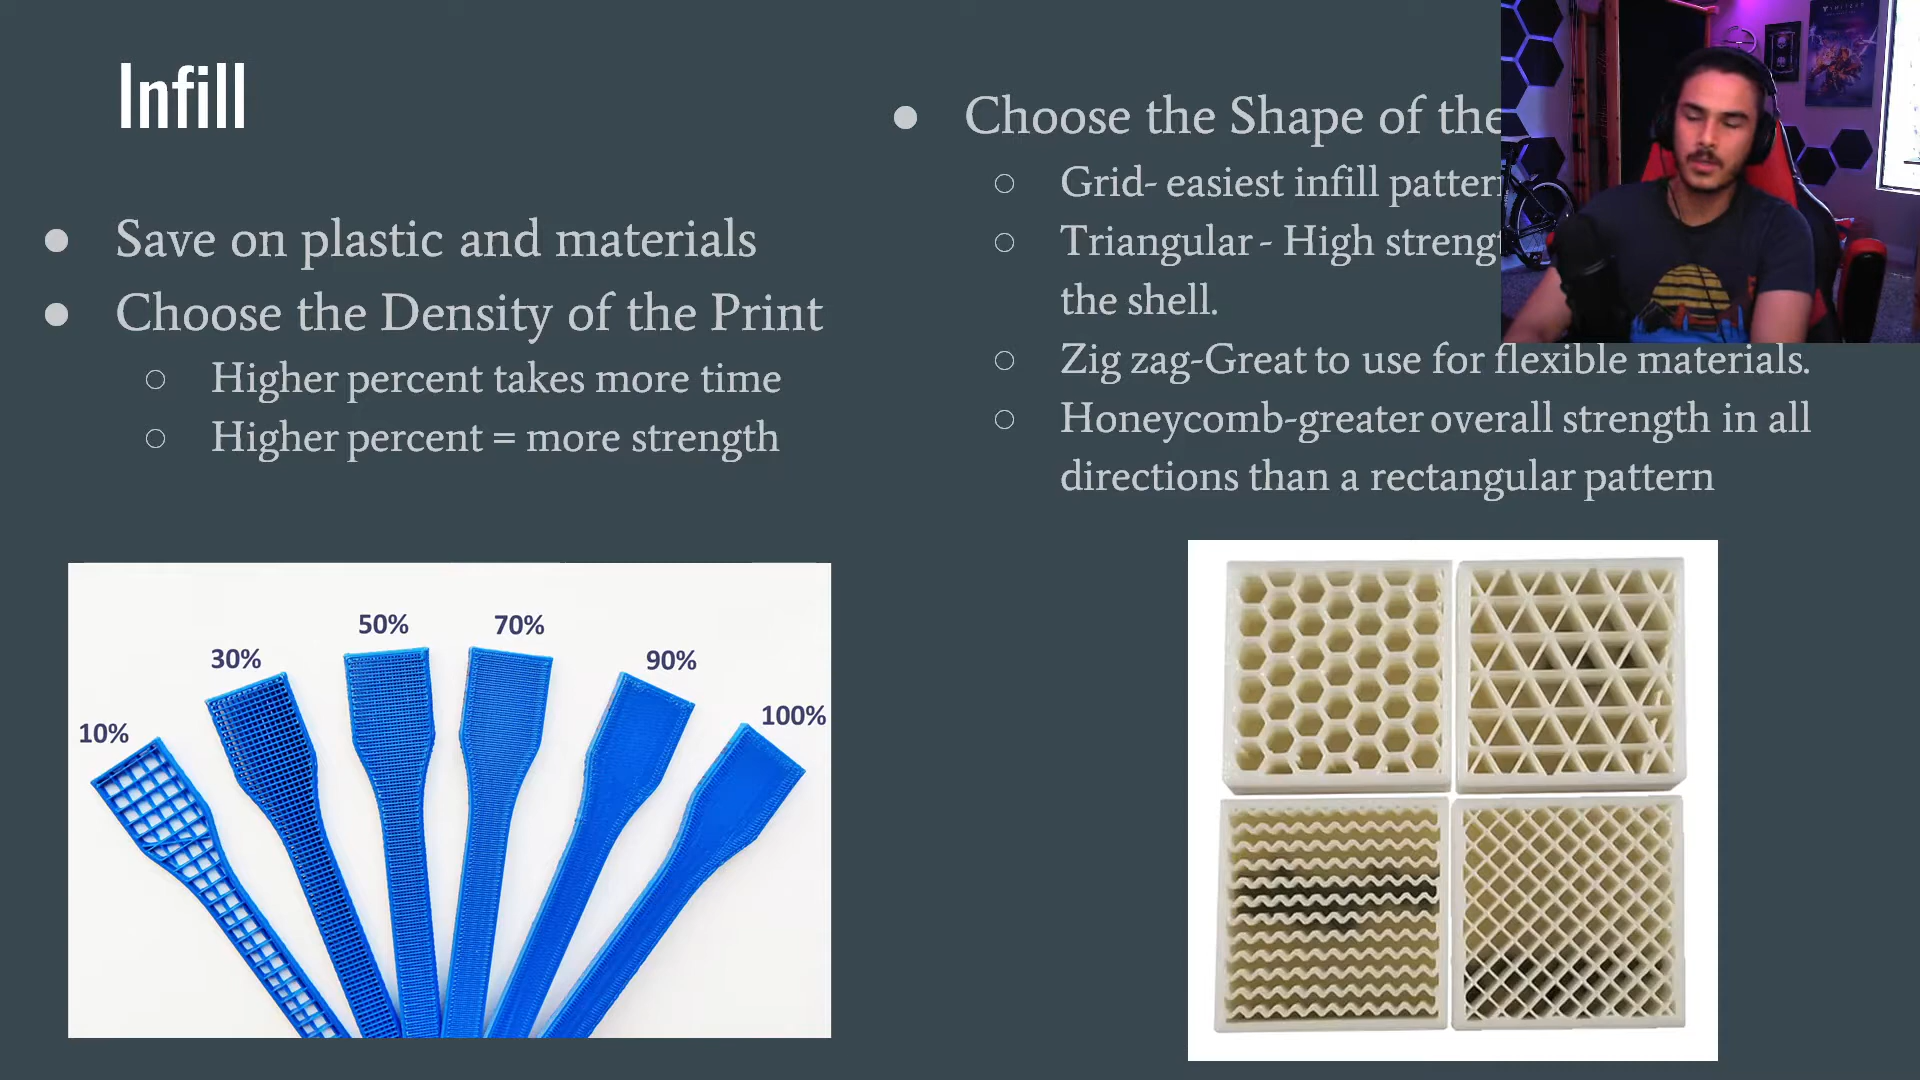 Infill
● Save on plastic and materials
● Choose the Density of the Print
○ Higher percent takes more time
○ Higher percent = more strength
● Choose the Shape of the
○ Grid- easiest infill
○ Triangular - High
the shell.
○ Zig zag-Great to use for flexible materials.
○ Honeycomb-greater overall strength in all
directions than a rectangular pattern
10%
30%
50%
70%
90%
100%